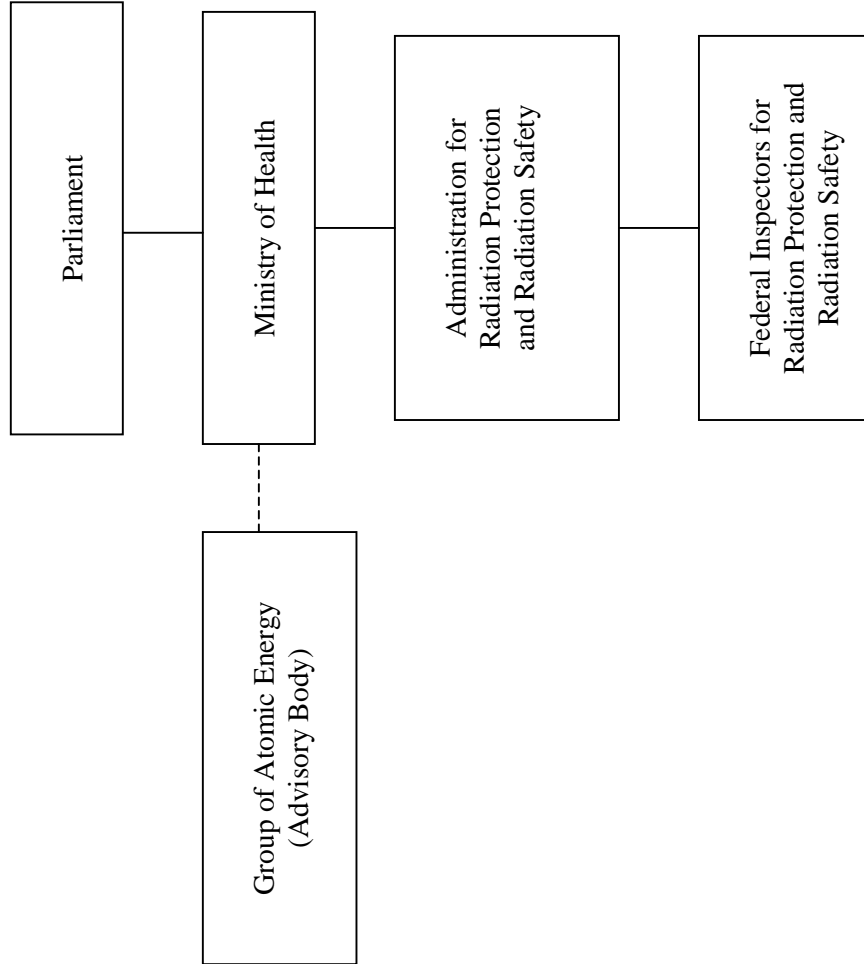 Parliament
Ministry of Health
Group of Atomic Energy
(Advisory Body)
Administration for
Radiation Protection
and Radiation Safety
Federal Inspectors for
Radiation Protection and
Radiation Safety